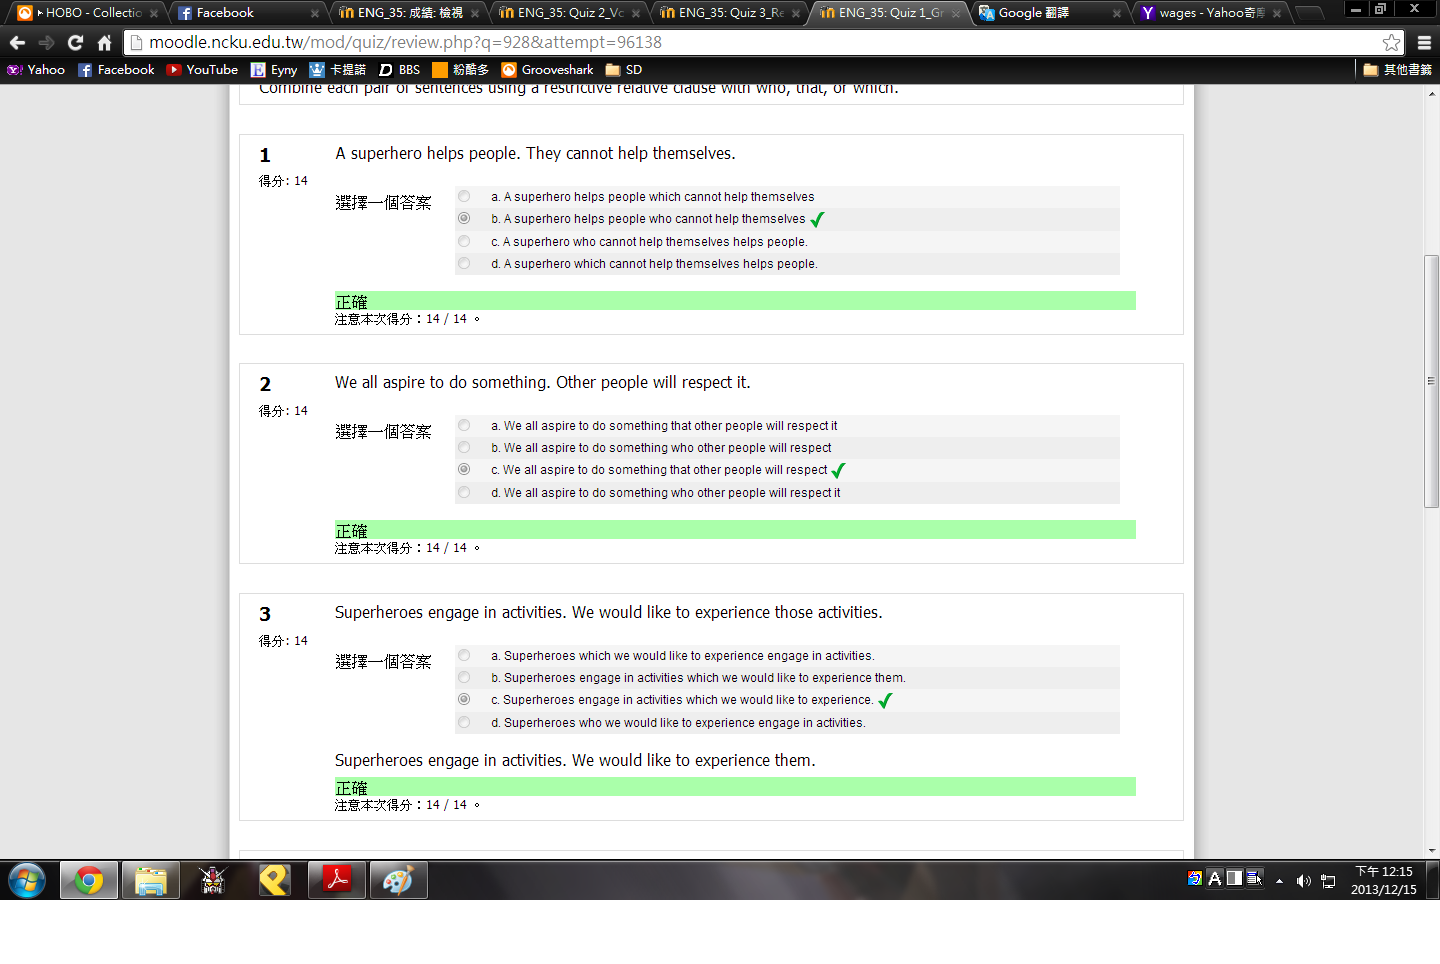 HOBO - Collectio
Facebook
ENG_35: 成績: 檢視
ENG_35: Quiz 2_Vc
ENG_35: Quiz 3_Re
ENG_35: Quiz 1_Gr
Google 翻譯
wages - Yahoo奇摩
moodle.ncku.edu.tw/mod/quiz/review.php?q=928&attempt=96138
Yahoo
Facebook
YouTube
Eyny
卡提諾
BBS
粉酷多
Grooveshark
SD
其他書籤
Combine each pair of sentences using a restrictive relative clause with who, that, or which.
1
得分: 14
A superhero helps people. They cannot help themselves.
選擇一個答案
a. A superhero helps people which cannot help themselves
b. A superhero helps people who cannot help themselves
c. A superhero who cannot help themselves helps people.
d. A superhero which cannot help themselves helps people.
正確
注意本次得分：14 / 14 。
2
得分: 14
We all aspire to do something. Other people will respect it.
選擇一個答案
a. We all aspire to do something that other people will respect it
b. We all aspire to do something who other people will respect
c. We all aspire to do something that other people will respect
d. We all aspire to do something who other people will respect it
正確
注意本次得分：14 / 14 。
3
得分: 14
Superheroes engage in activities. We would like to experience those activities.
選擇一個答案
a. Superheroes which we would like to experience engage in activities.
b. Superheroes engage in activities which we would like to experience them.
c. Superheroes engage in activities which we would like to experience.
d. Superheroes who we would like to experience engage in activities.
Superheroes engage in activities. We would like to experience them.
正確
注意本次得分：14 / 14 。
下午 12:15
2013/12/15